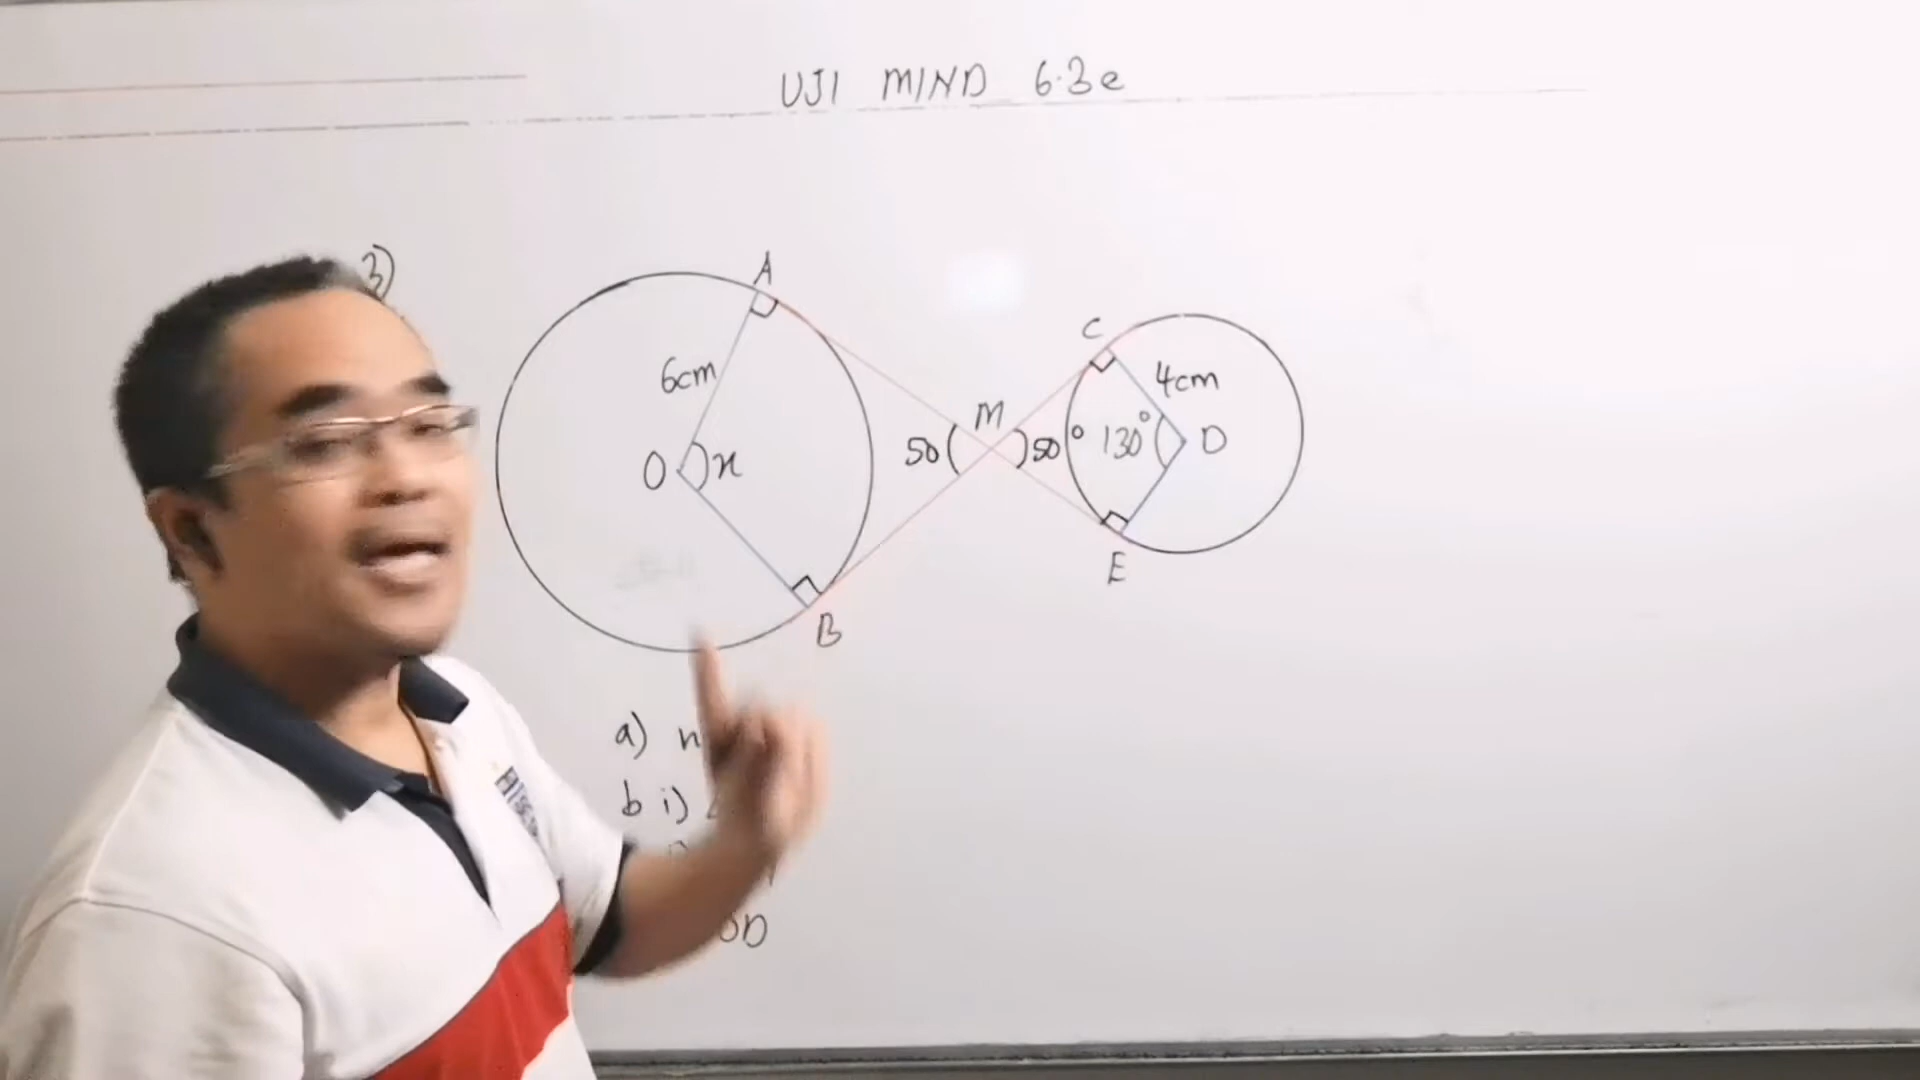 UJI MIND 6.3e
3)
A
C
6cm
4cm
M
O x
50
50°
130°
D
E
B
a)
b i)
OD